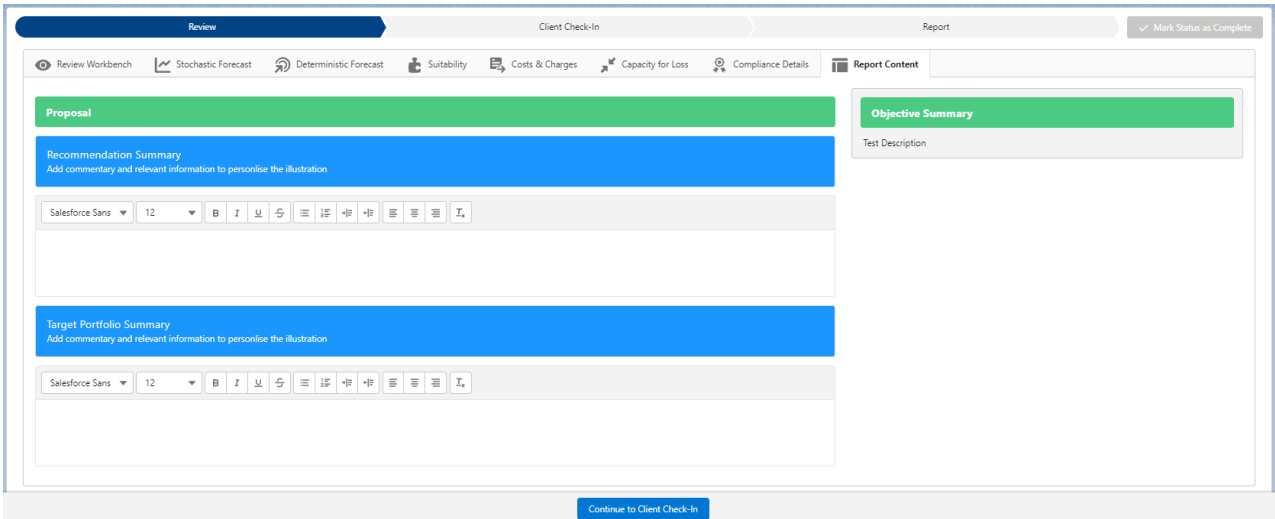 Review
Client Check-In
Report
Mark Status as Complete
Review Workbench
Stochastic Forecast
Deterministic Forecast
Suitability
Costs & Charges
Capacity for Loss
Compliance Details
Report Content
Proposal
Recommendation Summary
Add commentary and relevant information to personlise the illustration
Salesforce Sans 12 B I U S
Target Portfolio Summary
Add commentary and relevant information to personlise the illustration
Salesforce Sans 12 B I U S
Objective Summary
Test Description
Continue to Client Check-In